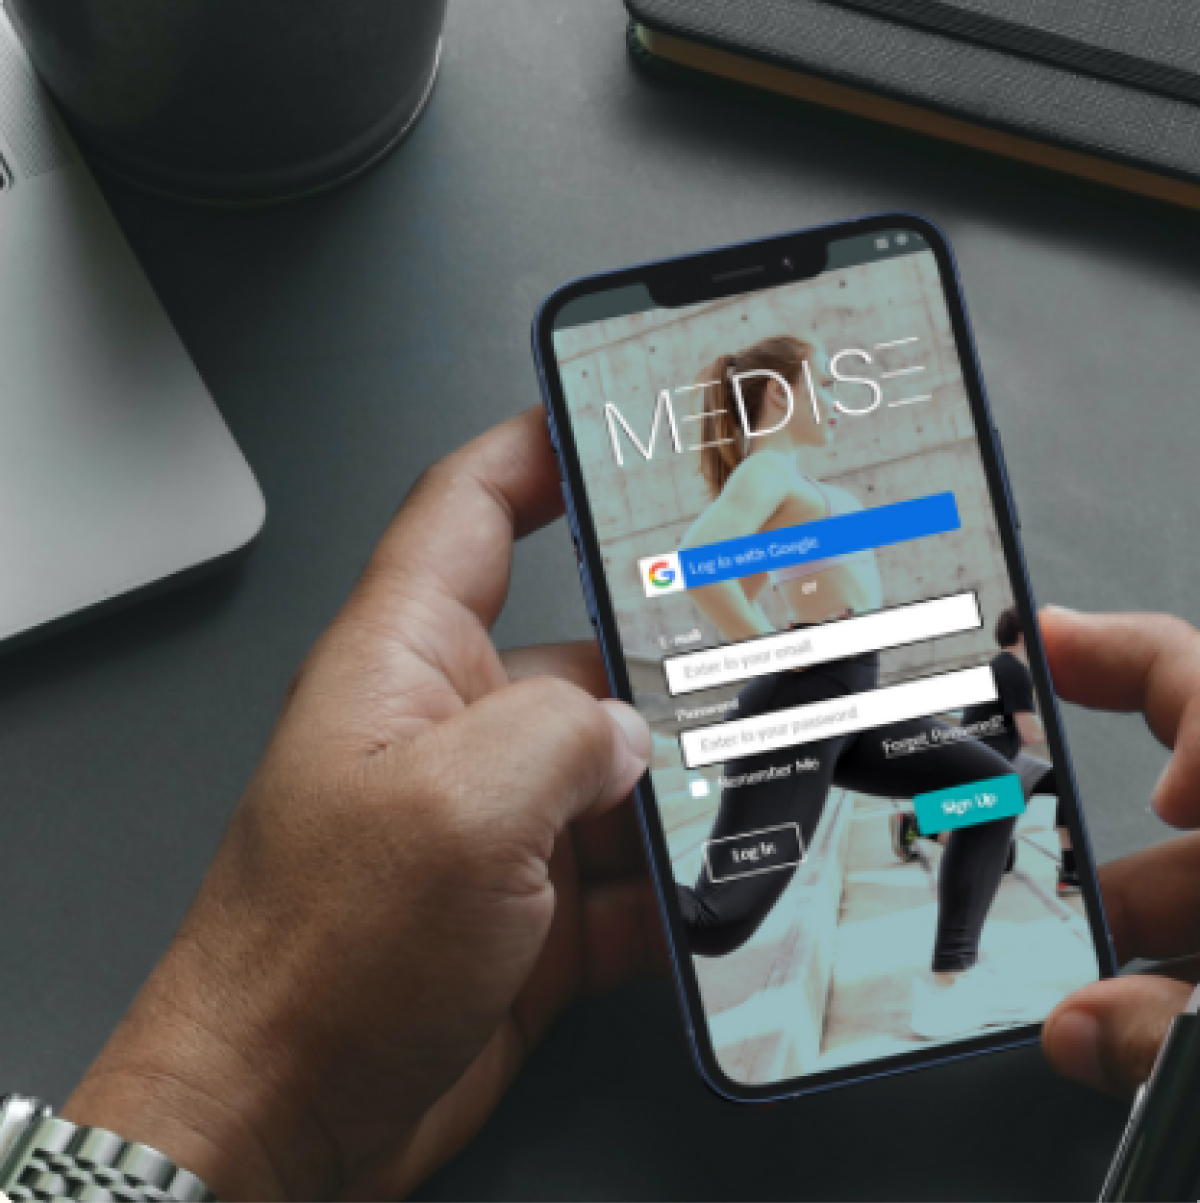 MEDISE
Log in with Google
or
E-mail
Enter in your email
Password
Enter in your password
Forgot Password?
Remember Me
Sign Up
Log In